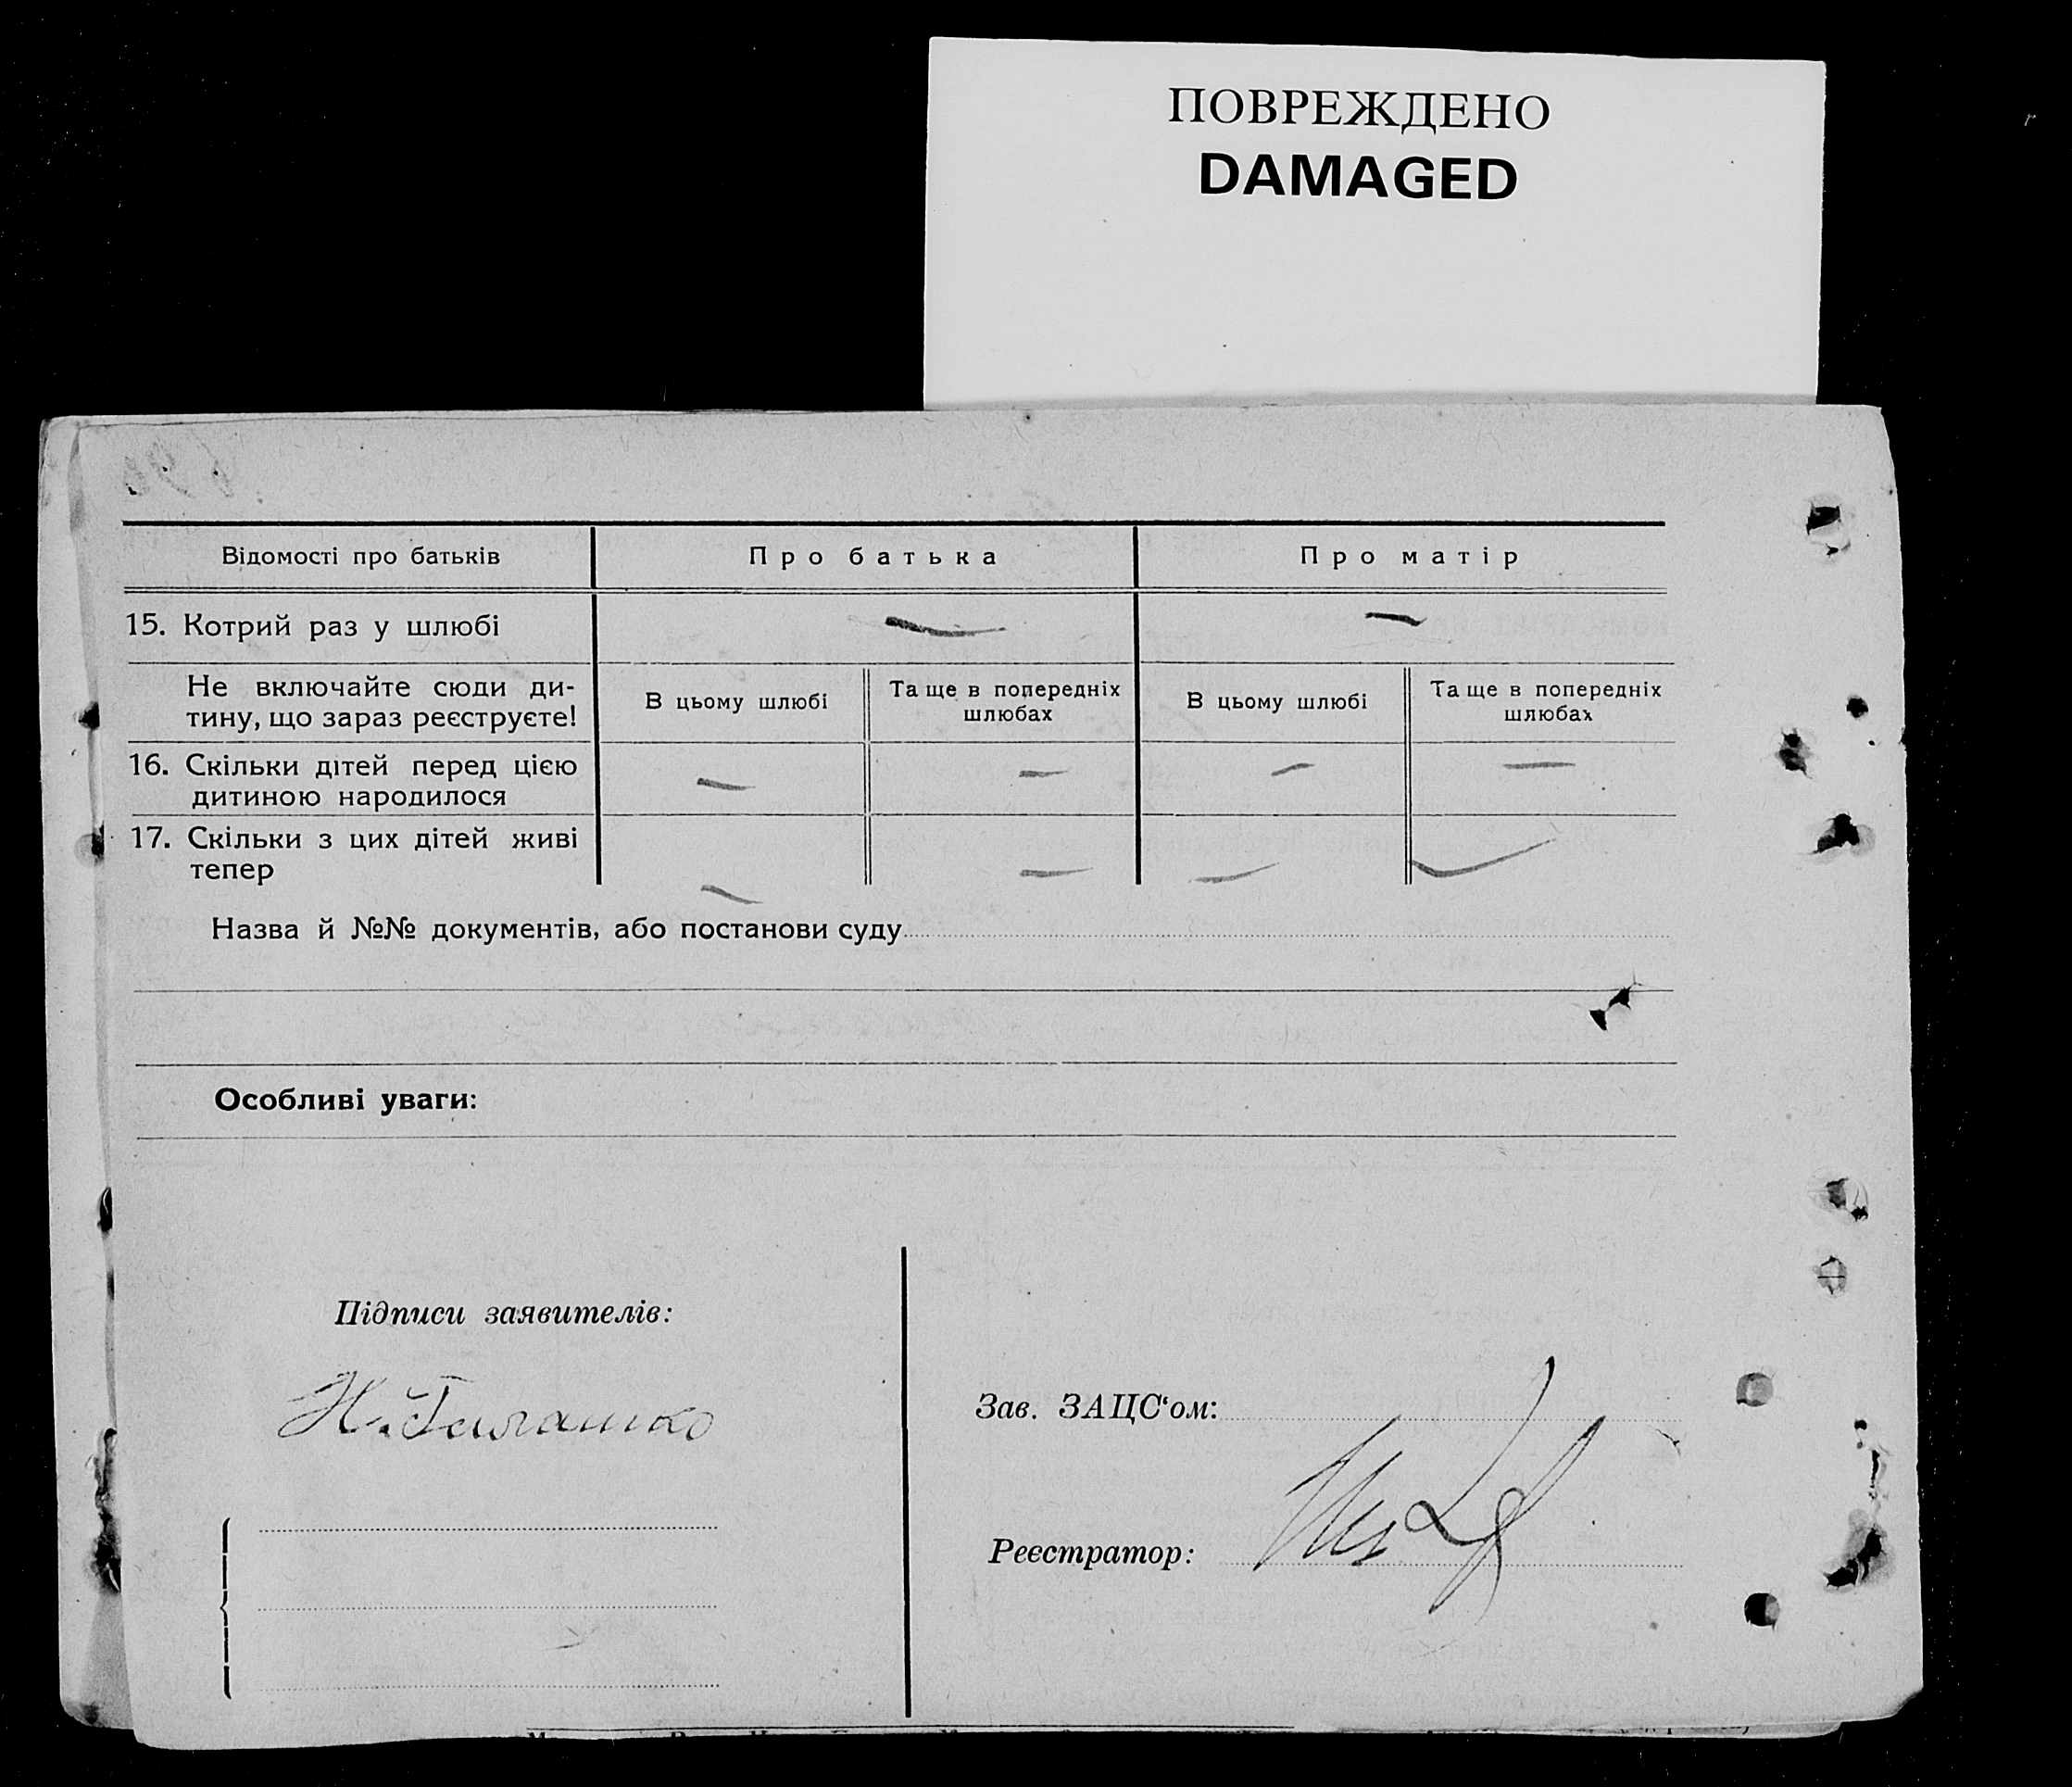 ПОВРЕЖДЕНО
DAMAGED
Відомості про батьків
Про батька
Про матір
15. Котрий раз у шлюбі
—
—
Не включайте сюди ди-
тину, що зараз реєструєте!
В цьому шлюбі
Та ще в попередніх
шлюбах
В цьому шлюбі
Та ще в попередніх
шлюбах
16. Скільки дітей перед цією
дитиною народилося
—
—
—
—
17. Скільки з цих дітей живі
тепер
—
—
—
—
Назва й №№ документів, або постанови суду
Особливі уваги:
Підписи заявителів:
Зав. ЗАЦС‘ом:
Реєстратор: